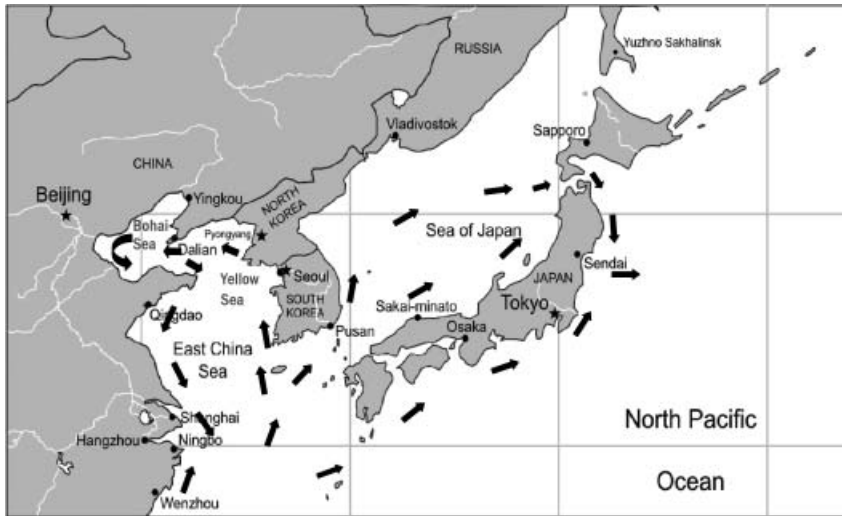 RUSSIA
Yuzhno Sakhalinsk
Vladivostok
Sapporo
CHINA
Beijing
Yingkou
NORTH
KOREA
Bohai
Sea
Pyongyang
Dalian
Sea of Japan
Yellow
Sea
Seoul
SOUTH
KOREA
JAPAN
Sendai
Tokyo
Sakai-minato
Osaka
Qingdao
Pusan
East China
Sea
Shanghai
Hangzhou
Ningbo
Wenzhou
North Pacific
Ocean